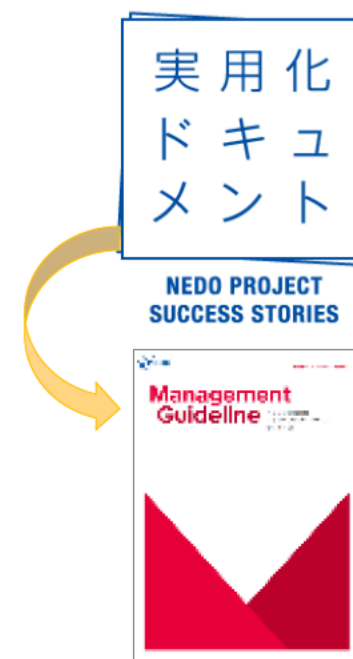 実用化
ドキュ
メント
NEDO PROJECT
SUCCESS STORIES
Management
Guideline